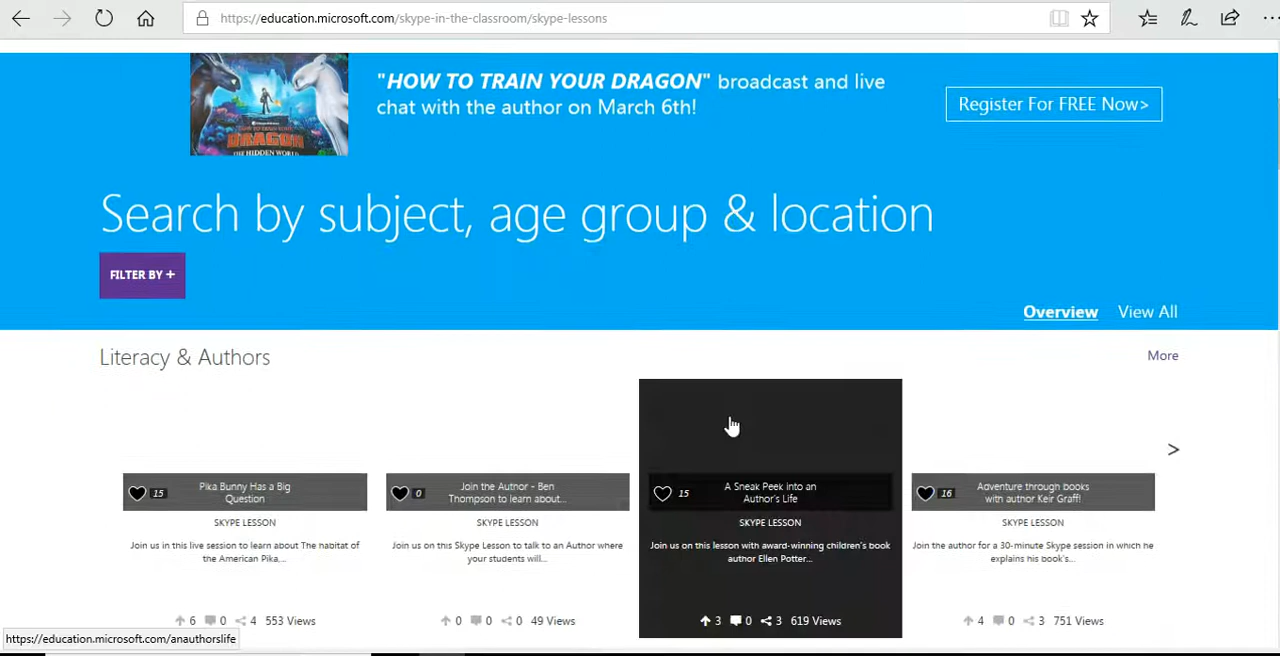 https://education.microsoft.com/skype-in-the-classroom/skype-lessons
"HOW TO TRAIN YOUR DRAGON" broadcast and live
chat with the author on March 6th!
Register For FREE Now>
HOW TO TRAIN YOUR
DRAGON
THE HIDDEN WORLD
Search by subject, age group & location
FILTER BY +
Overview View All
Literacy & Authors
More
15 Pika Bunny Has a Big
Question
SKYPE LESSON
Join us in this live session to learn about The habitat of
the American Pika,...
6 0 4 553 Views
0 Join the Author - Ben
Thompson to learn about...
SKYPE LESSON
Join us on this Skype Lesson to talk to an Author where
your students will...
0 0 0 49 Views
15 A Sneak Peek into an
Author's Life
SKYPE LESSON
Join us on this lesson with award-winning children's book
author Ellen Potter...
3 0 3 619 Views
16 Adventure through books
with author Keir Graff!
SKYPE LESSON
Join the author for a 30-minute Skype session in which he
explains his book's...
4 0 3 751 Views
>
https://education.microsoft.com/anauthorslife